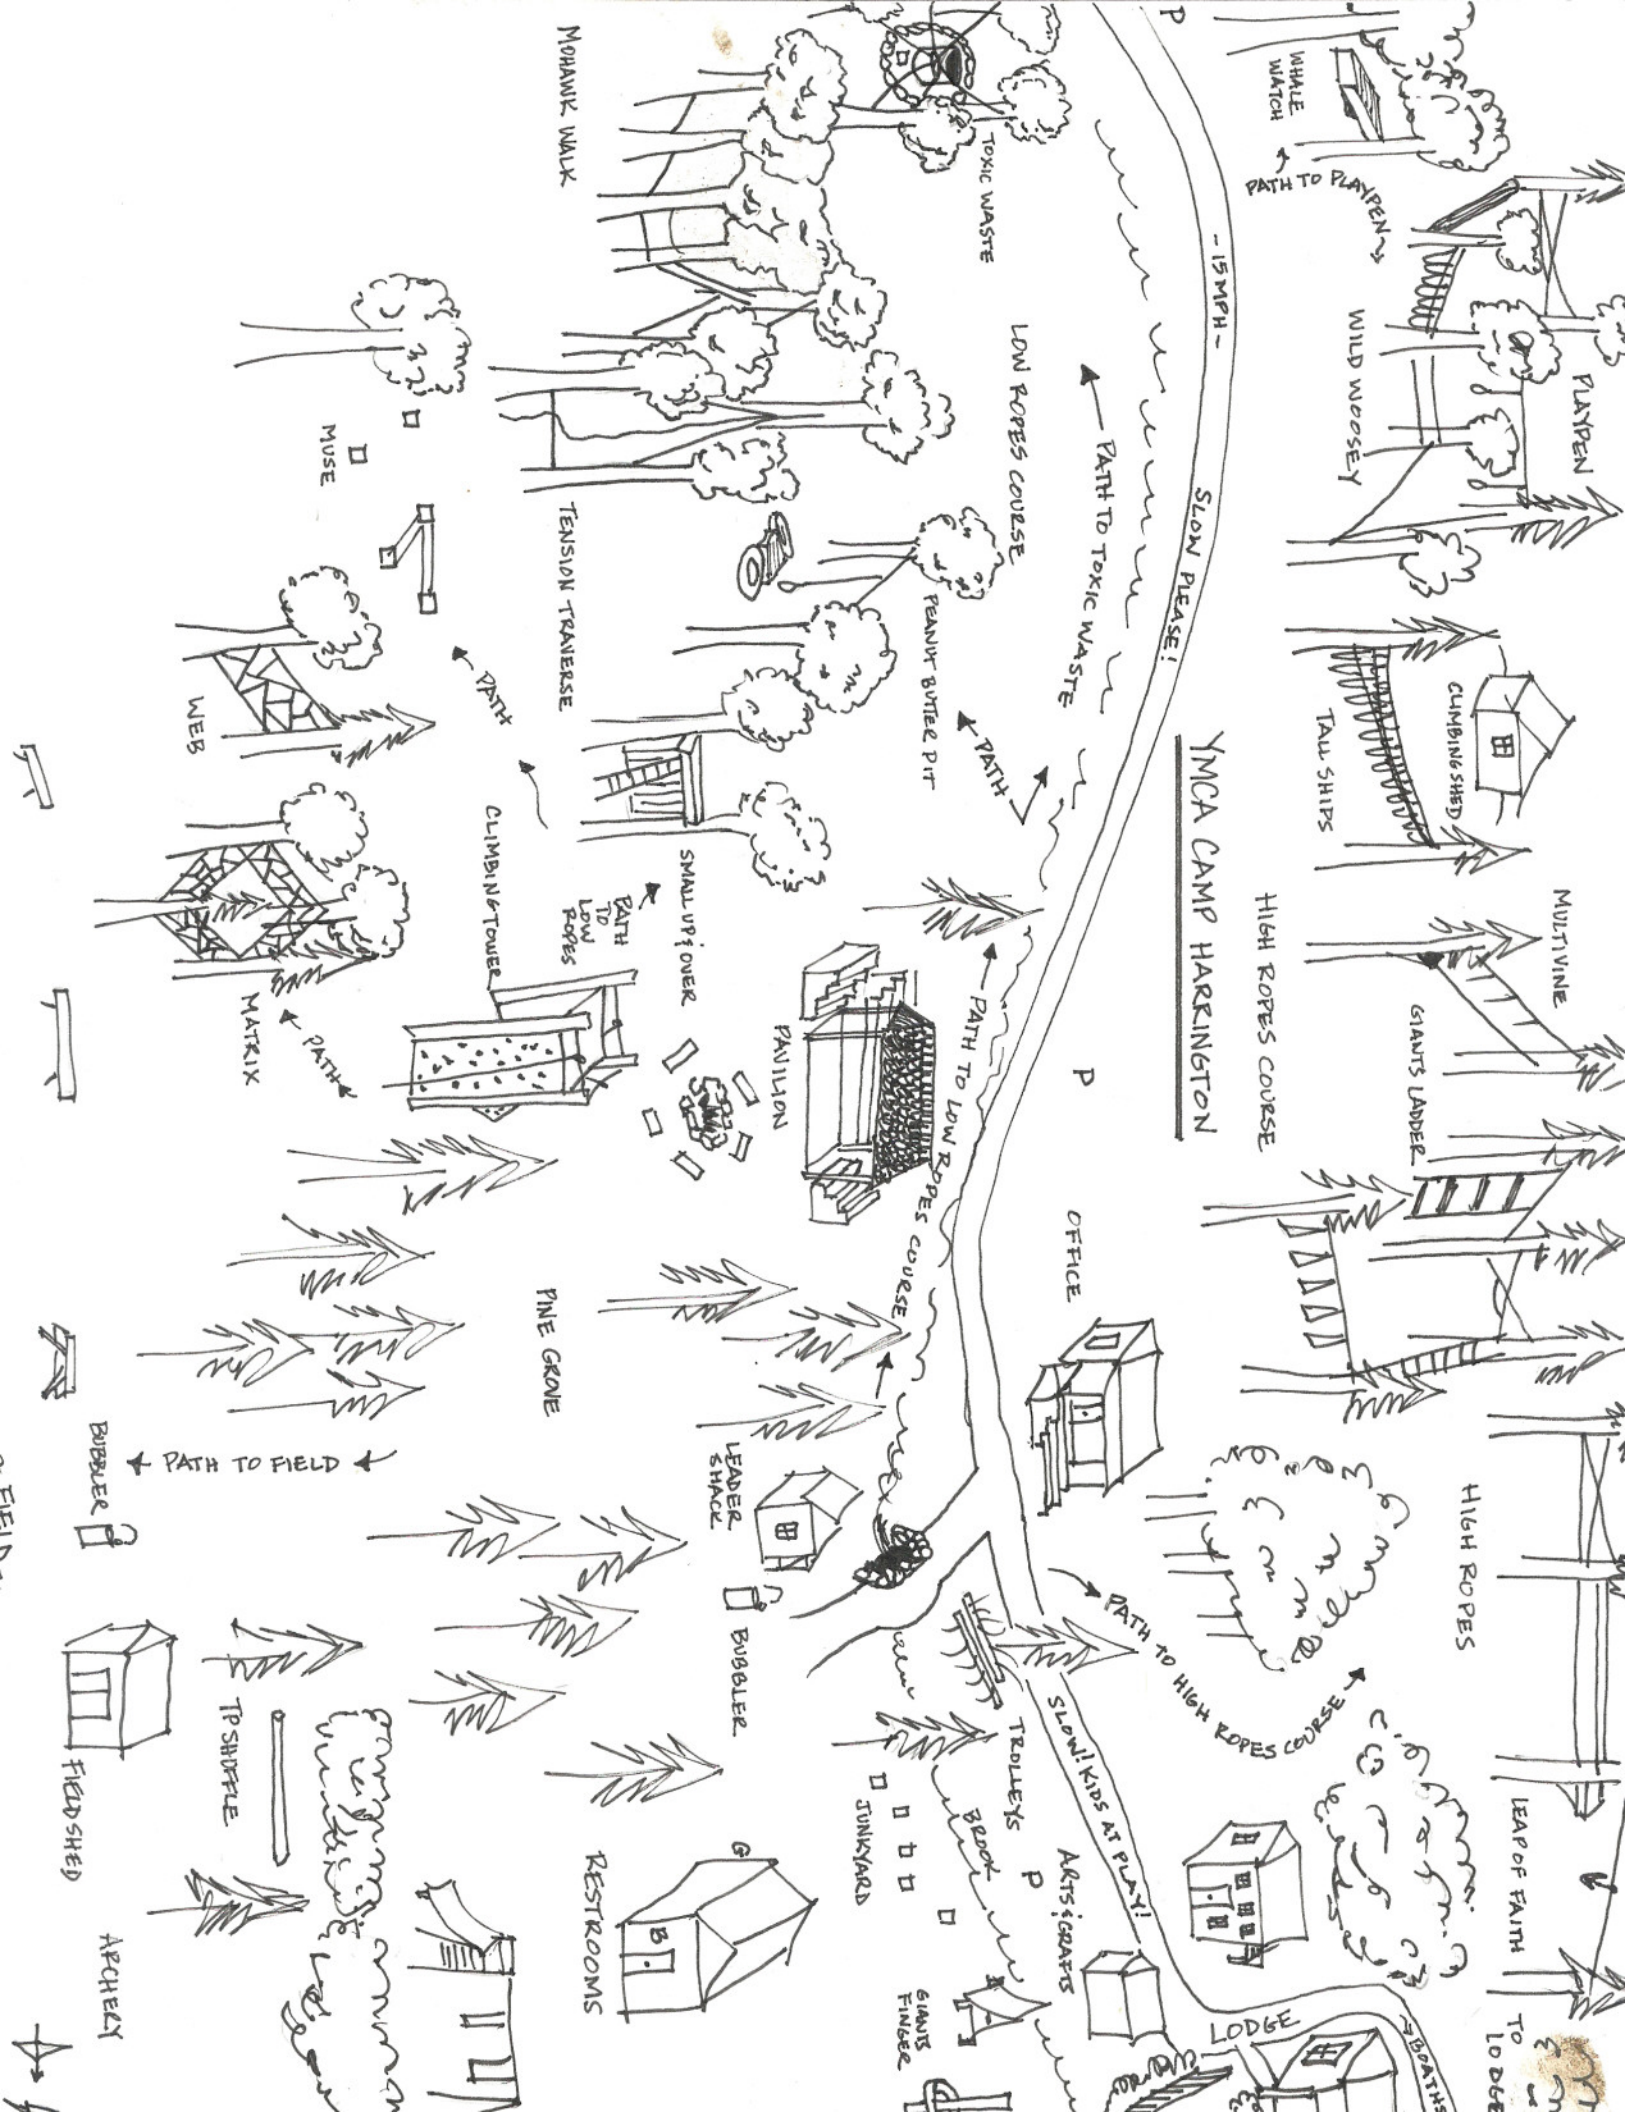 P
WHALE
WATCH
PATH TO PLAYPEN
PLAYPEN
WILD WOOSEY
CLIMBING SHED
TALL SHIPS
MULTIVINE
GIANTS LADDER
HIGH ROPES COURSE
HIGH ROPES
LEAP OF FAITH
TO
LODGE
YMCA CAMP HARRINGTON
-15 MPH-
SLOW PLEASE!
P
OFFICE
PATH TO HIGH ROPES COURSE
SLOW! KIDS AT PLAY!
LODGE
TOXIC WASTE
LOW ROPES COURSE
PATH TO TOXIC WASTE
PATH
PEANUT BUTTER PIT
PATH TO LOW ROPES COURSE
PAVILION
TROLLEYS
BROOK
P
ARTS & CRAFTS
JUNKYARD
GIANTS
FINGER
MOHAWK WALK
TENSION TRAVERSE
SMALL UP & OVER
PATH
TO
LOW
ROPES
CLIMBING TOWER
PINE GROVE
LEADER
SHACK
BUBBLER
RESTROOMS
G
B
MUSE
PATH
WEB
MATRIX
PATH
PATH TO FIELD
BUBBLER
TP SHUFFLE
FIELD SHED
ARCHERY